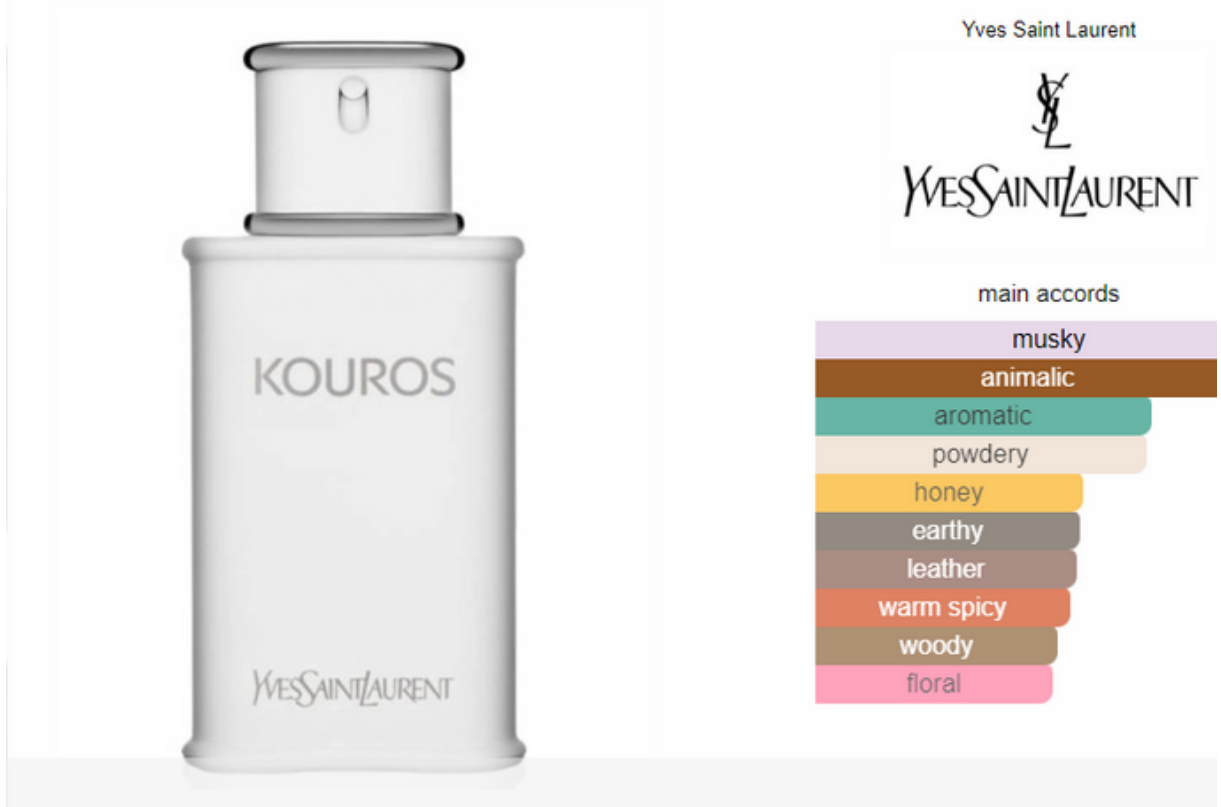 KOUROS
YVESSAINTLAURENT
Yves Saint Laurent
YSL
YVESSAINTLAURENT
main accords
musky
animalic
aromatic
powdery
honey
earthy
leather
warm spicy
woody
floral